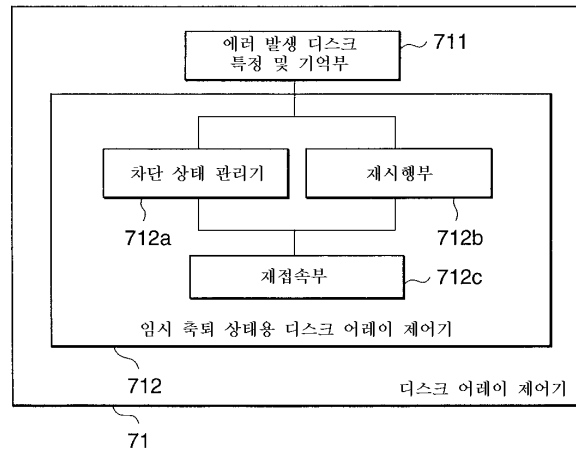 에러 발생 디스크
특정 및 기억부
711
차단 상태 관리기
재시행부
712a
712b
재접속부
712c
임시 축퇴 상태용 디스크 어레이 제어기
712
디스크 어레이 제어기
71